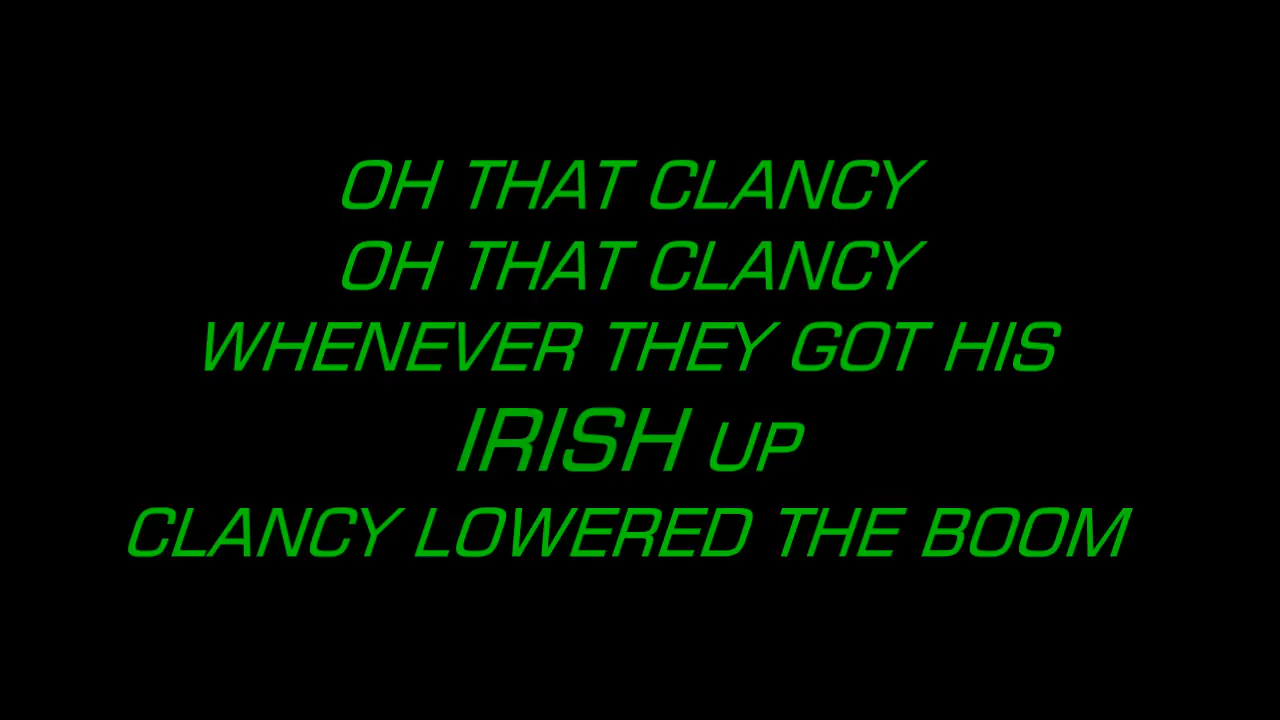 OH THAT CLANCY
OH THAT CLANCY
WHENEVER THEY GOT HIS
IRISH UP
CLANCY LOWERED THE BOOM